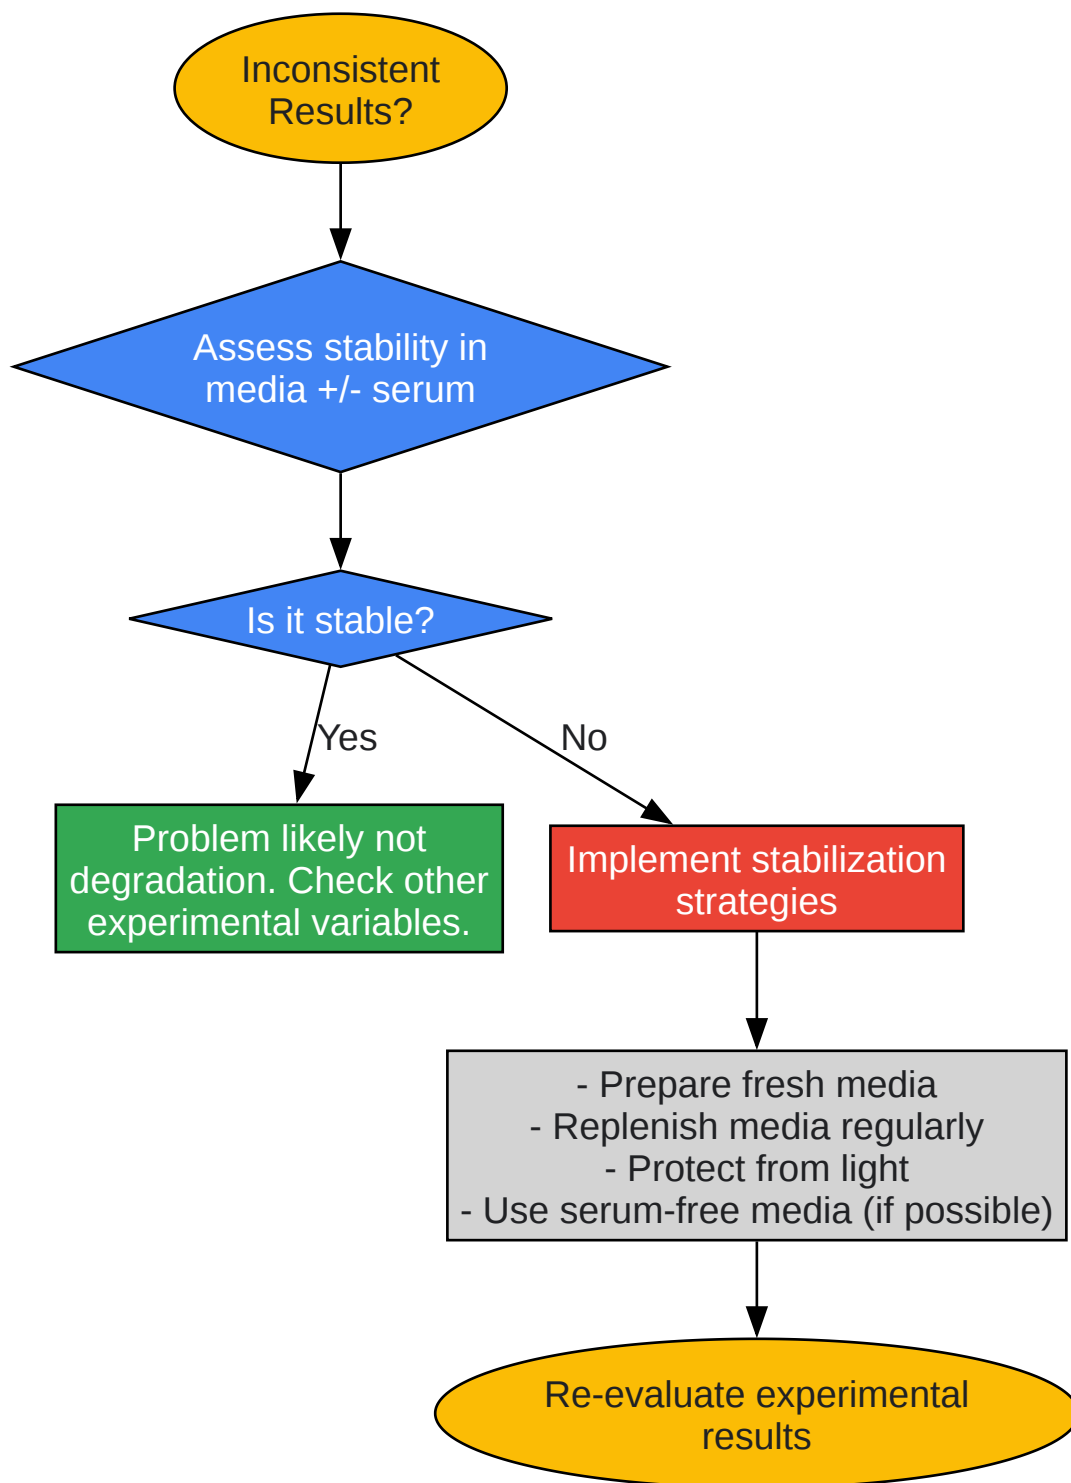 Inconsistent
Results?
Assess stability in
media +/- serum
Is it stable?
Yes
No
Problem likely not
degradation. Check other
experimental variables.
Implement stabilization
strategies
- Prepare fresh media
- Replenish media regularly
- Protect from light
- Use serum-free media (if possible)
Re-evaluate experimental
results